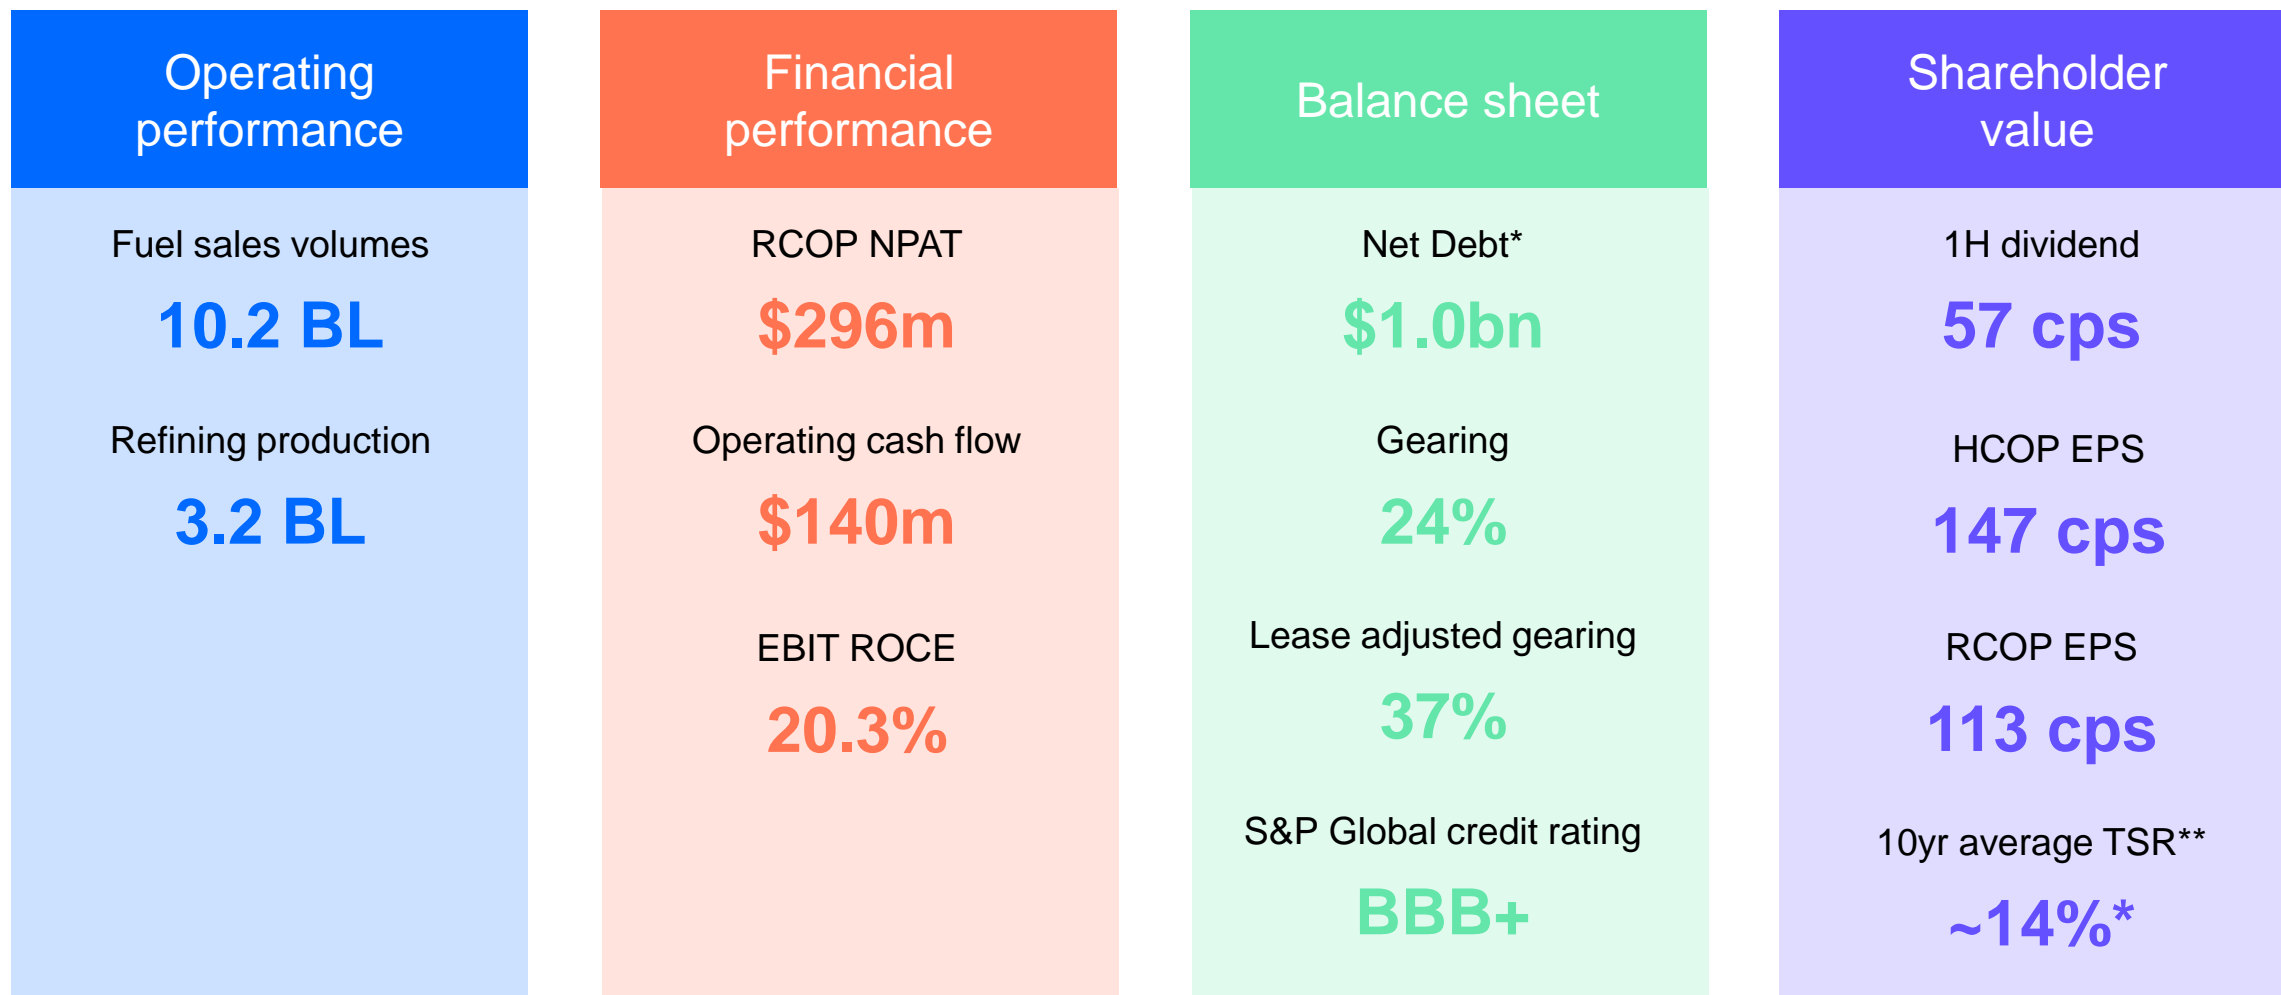 Operating
performance
Fuel sales volumes
10.2 BL
Refining production
3.2 BL
Financial
performance
RCOP NPAT
$296m
Operating cash flow
$140m
EBIT ROCE
20.3%
Balance sheet
Net Debt*
$1.0bn
Gearing
24%
Lease adjusted gearing
37%
S&P Global credit rating
BBB+
Shareholder
value
1H dividend
57 cps
HCOP EPS
147 cps
RCOP EPS
113 cps
10yr average TSR**
~14%*